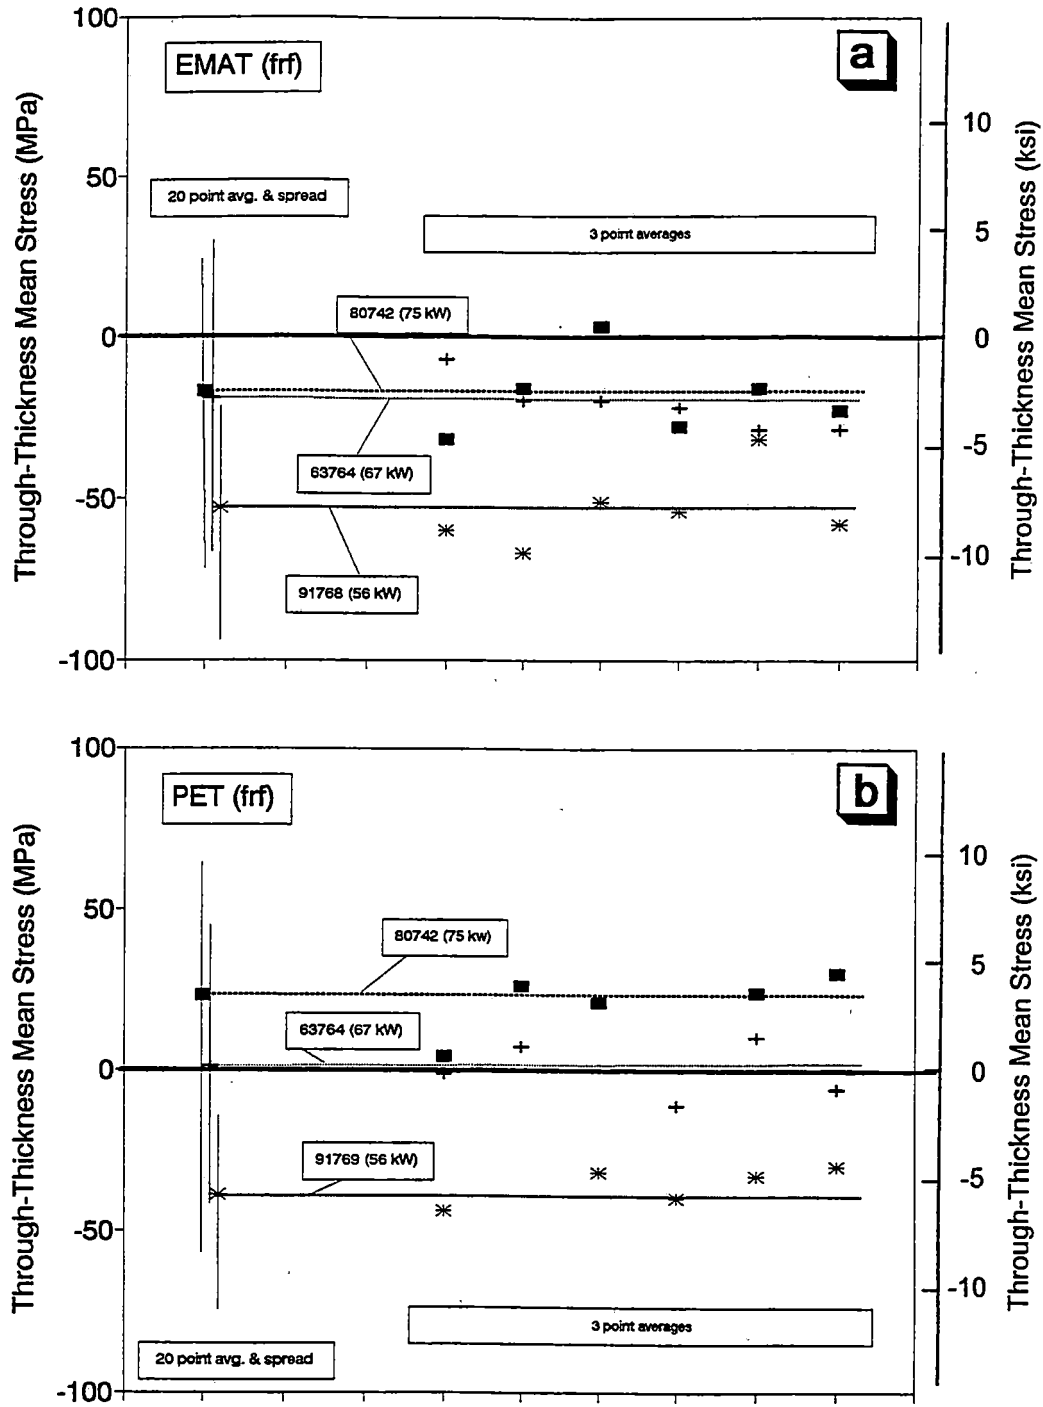 100
EMAT (frf)
a
10
50
20 point avg. & spread
5
3 point averages
80742 (75 kW)
0
0
63764 (67 kW)
-5
-50
-10
91768 (56 kW)
-100
Through-Thickness Mean Stress (MPa)
Through-Thickness Mean Stress (ksi)
100
PET (frf)
b
10
50
80742 (75 kw)
5
63764 (67 kW)
0
0
91769 (56 kW)
-5
-50
-10
3 point averages
20 point avg. & spread
-100
Through-Thickness Mean Stress (MPa)
Through-Thickness Mean Stress (ksi)